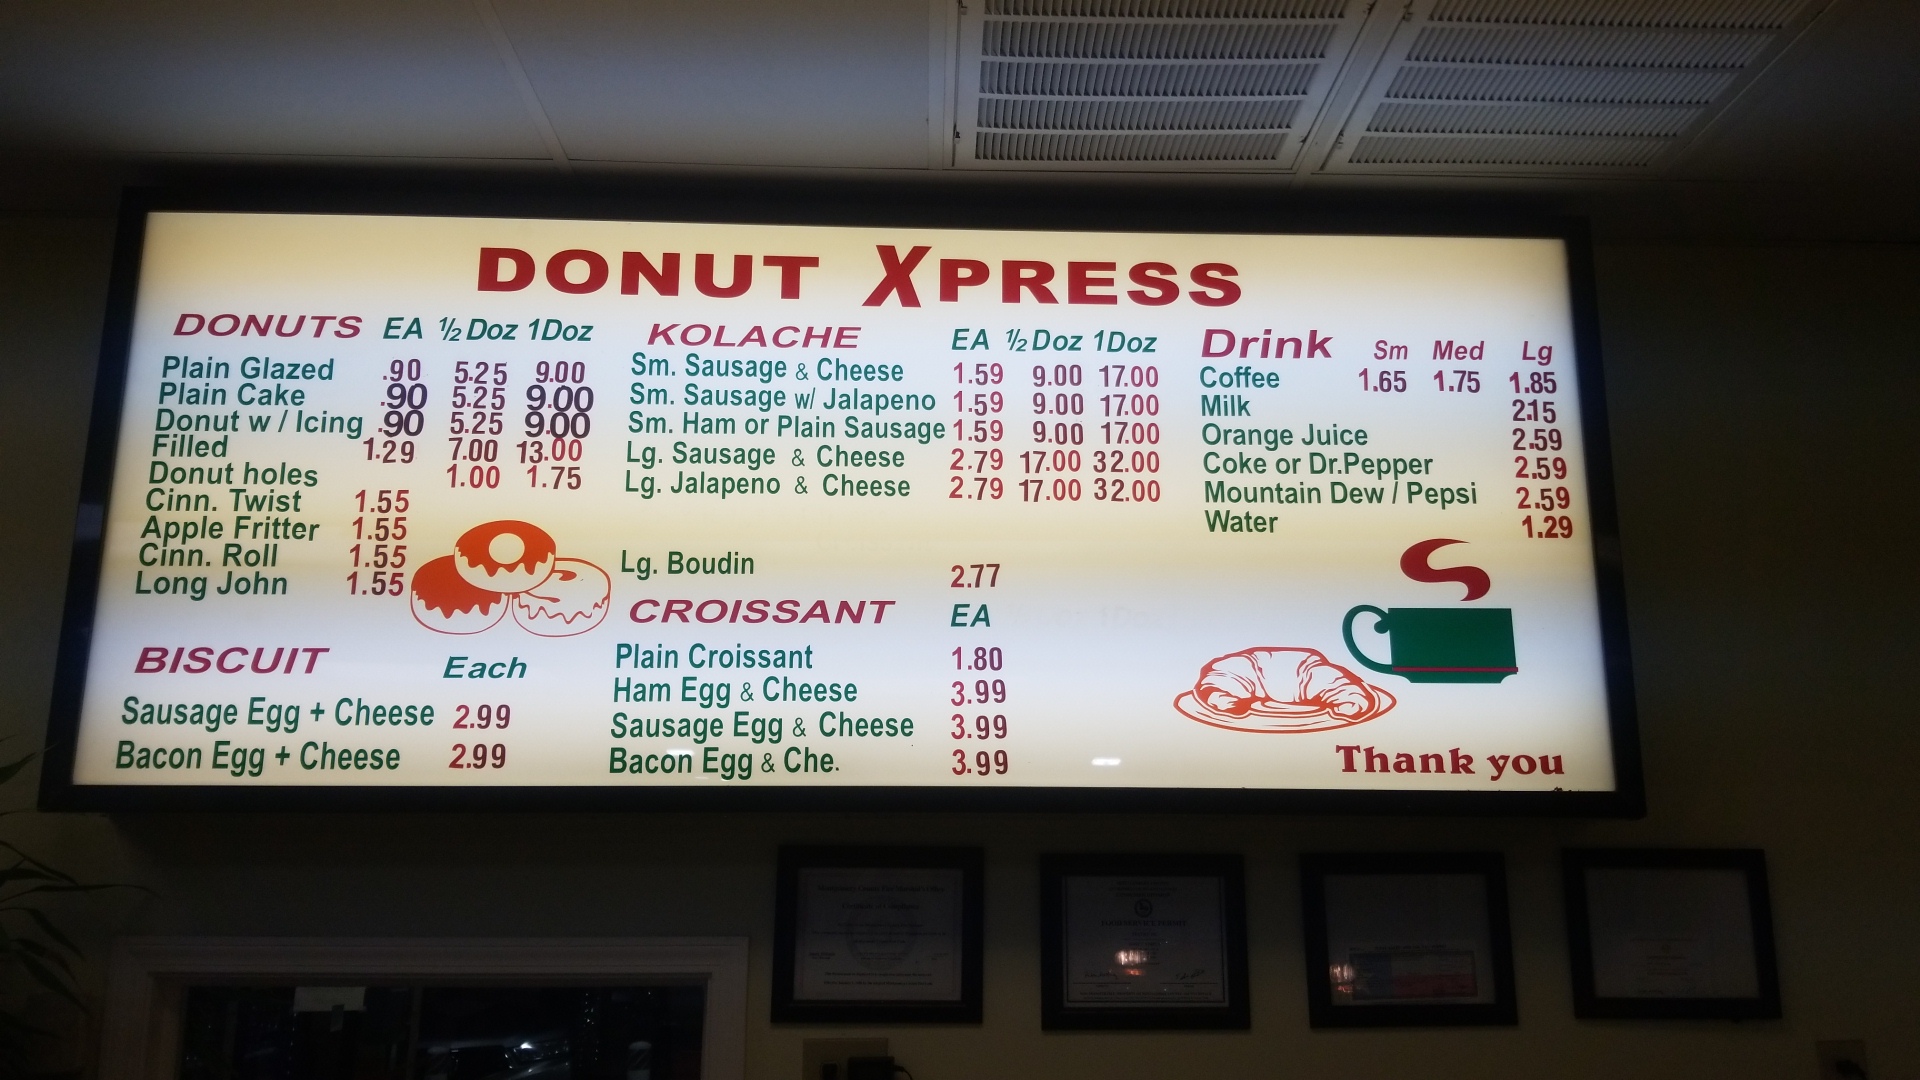 DONUT XPRESS
DONUTS EA ½ Doz 1Doz
Plain Glazed .90 5.25 9.00
Plain Cake .90 5.25 9.00
Donut w / Icing .90 5.25 9.00
Filled 1.29 7.00 13.00
Donut holes 1.00 1.75
Cinn. Twist 1.55
Apple Fritter 1.55
Cinn. Roll 1.55
Long John 1.55
BISCUIT Each
Sausage Egg + Cheese 2.99
Bacon Egg + Cheese 2.99
KOLACHE EA ½ Doz 1Doz
Sm. Sausage & Cheese 1.59 9.00 17.00
Sm. Sausage w/ Jalapeno 1.59 9.00 17.00
Sm. Ham or Plain Sausage 1.59 9.00 17.00
Lg. Sausage & Cheese 2.79 17.00 32.00
Lg. Jalapeno & Cheese 2.79 17.00 32.00
Lg. Boudin 2.77
CROISSANT EA
Plain Croissant 1.80
Ham Egg & Cheese 3.99
Sausage Egg & Cheese 3.99
Bacon Egg & Che. 3.99
Drink Sm Med Lg
Coffee 1.65 1.75 1.85
Milk 2.15
Orange Juice 2.59
Coke or Dr.Pepper 2.59
Mountain Dew / Pepsi 2.59
Water 1.29
Thank you